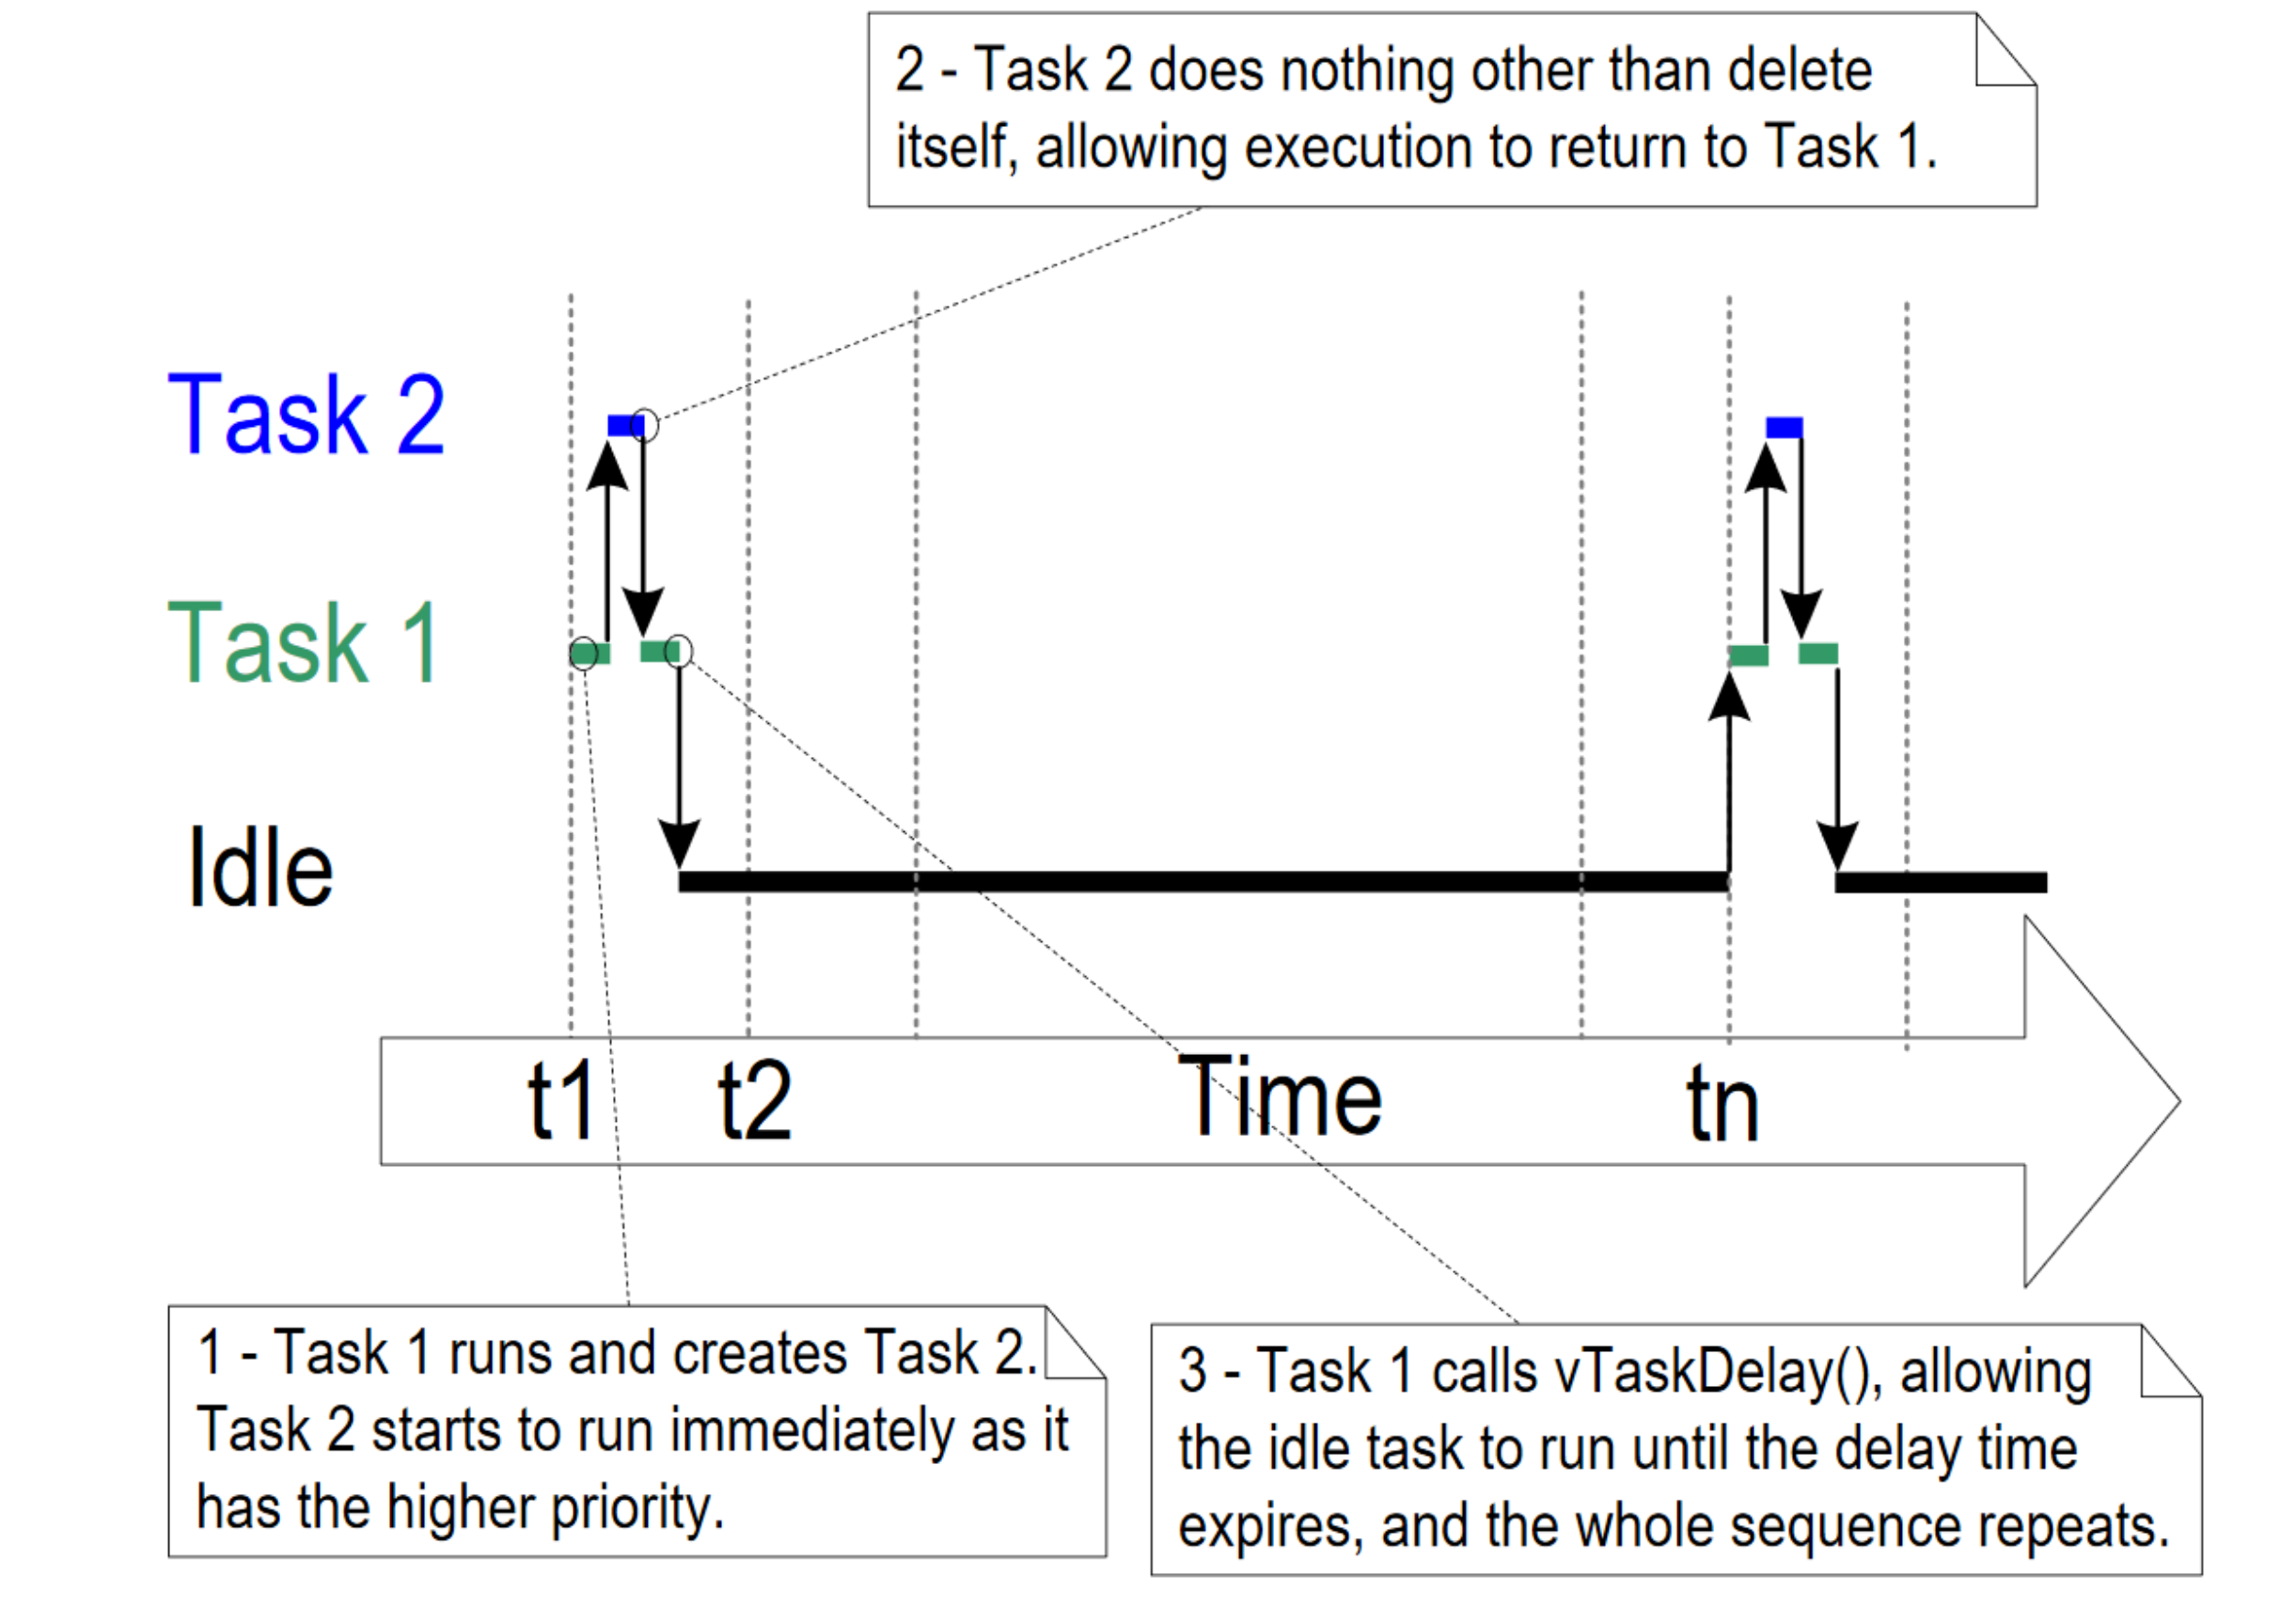 2 - Task 2 does nothing other than delete
itself, allowing execution to return to Task 1.
Task 2
Task 1
Idle
t1 t2 Time tn
1 - Task 1 runs and creates Task 2.
Task 2 starts to run immediately as it
has the higher priority.
3 - Task 1 calls vTaskDelay(), allowing
the idle task to run until the delay time
expires, and the whole sequence repeats.